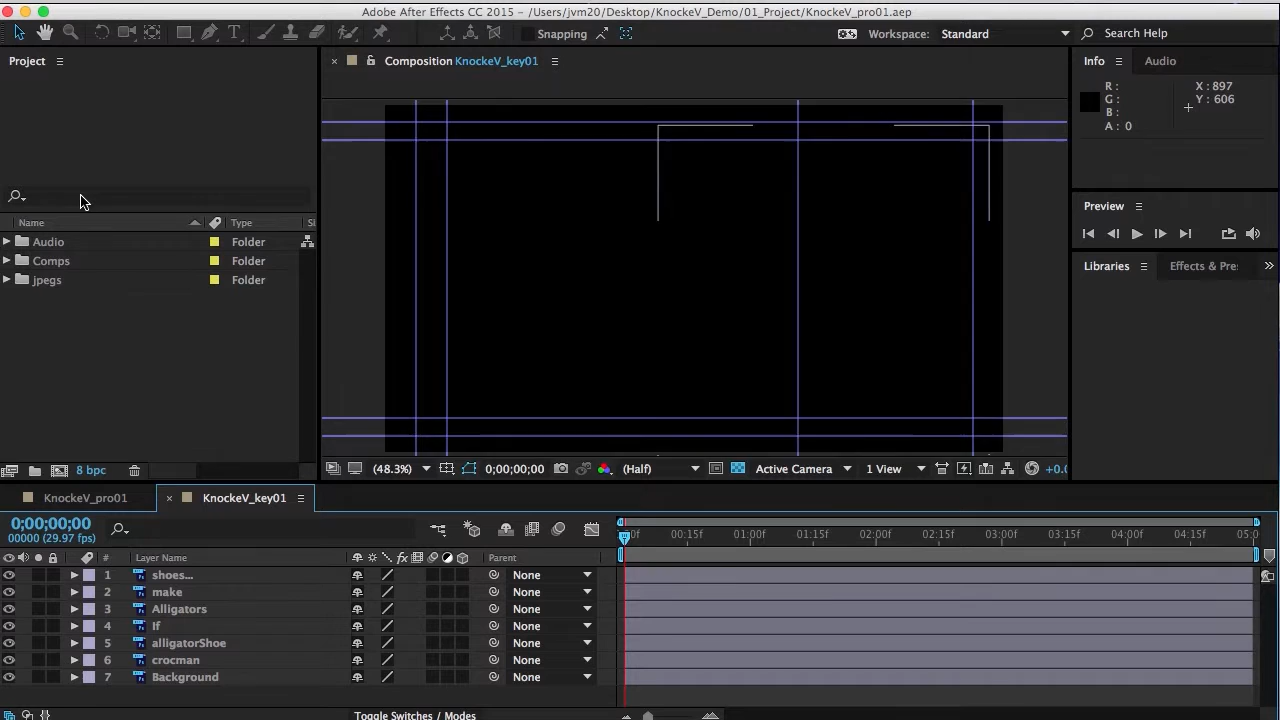 Adobe After Effects CC 2015 - /Users/jvm20/Desktop/KnockeV_Demo/01_Project/KnockeV_pro01.aep
Snapping
Workspace: Standard
Search Help
Project
Composition KnockeV_key01
Info
Audio
R :
G :
B :
A : 0
X : 897
Y : 606
Preview
Libraries
Effects & Pre
Name
Type
Si
Audio
Folder
Comps
Folder
jpegs
Folder
8 bpc
(48.3%)
0;00;00;00
(Half)
Active Camera
1 View
+0.0
KnockeV_pro01
KnockeV_key01
0;00;00;00
00000 (29.97 fps)
00:15f
01:00f
01:15f
02:00f
02:15f
03:00f
03:15f
04:00f
04:15f
05:0
#
Layer Name
fx
Parent
1 shoes... None
2 make None
3 Alligators None
4 If None
5 alligatorShoe None
6 crocman None
7 Background None
Toggle Switches / Modes